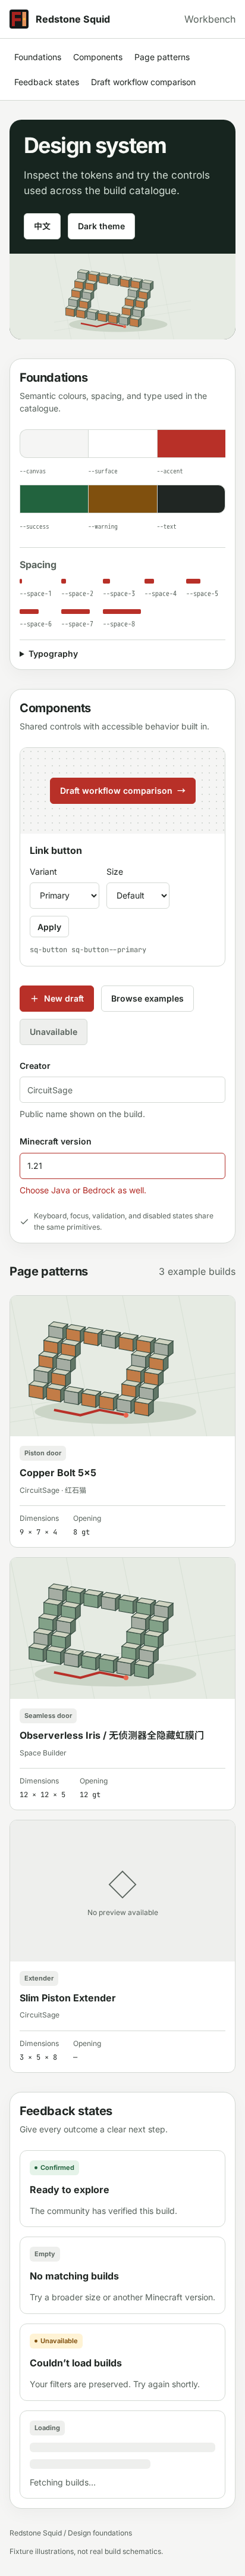 Redstone Squid
Workbench
Foundations
Components
Page patterns
Feedback states
Draft workflow comparison
Design system
Inspect the tokens and try the controls
used across the build catalogue.
中文
Dark theme
Foundations
Semantic colours, spacing, and type used in the
catalogue.
--canvas
--surface
--accent
--success
--warning
--text
Spacing
--space-1
--space-2
--space-3
--space-4
--space-5
--space-6
--space-7
--space-8
Typography
Components
Shared controls with accessible behavior built in.
Draft workflow comparison →
Link button
Variant
Size
Primary
Default
Apply
sq-button sq-button--primary
+ New draft
Browse examples
Unavailable
Creator
CircuitSage
Public name shown on the build.
Minecraft version
1.21
Choose Java or Bedrock as well.
Keyboard, focus, validation, and disabled states share
the same primitives.
Page patterns
3 example builds
Piston door
Copper Bolt 5×5
CircuitSage · 红石猫
Dimensions
Opening
9 × 7 × 4
8 gt
Seamless door
Observerless Iris / 无侦测器全隐藏虹膜门
Space Builder
Dimensions
Opening
12 × 12 × 5
12 gt
No preview available
Extender
Slim Piston Extender
CircuitSage
Dimensions
Opening
3 × 5 × 8
—
Feedback states
Give every outcome a clear next step.
Confirmed
Ready to explore
The community has verified this build.
Empty
No matching builds
Try a broader size or another Minecraft version.
Unavailable
Couldn’t load builds
Your filters are preserved. Try again shortly.
Loading
Fetching builds…
Redstone Squid / Design foundations
Fixture illustrations, not real build schematics.